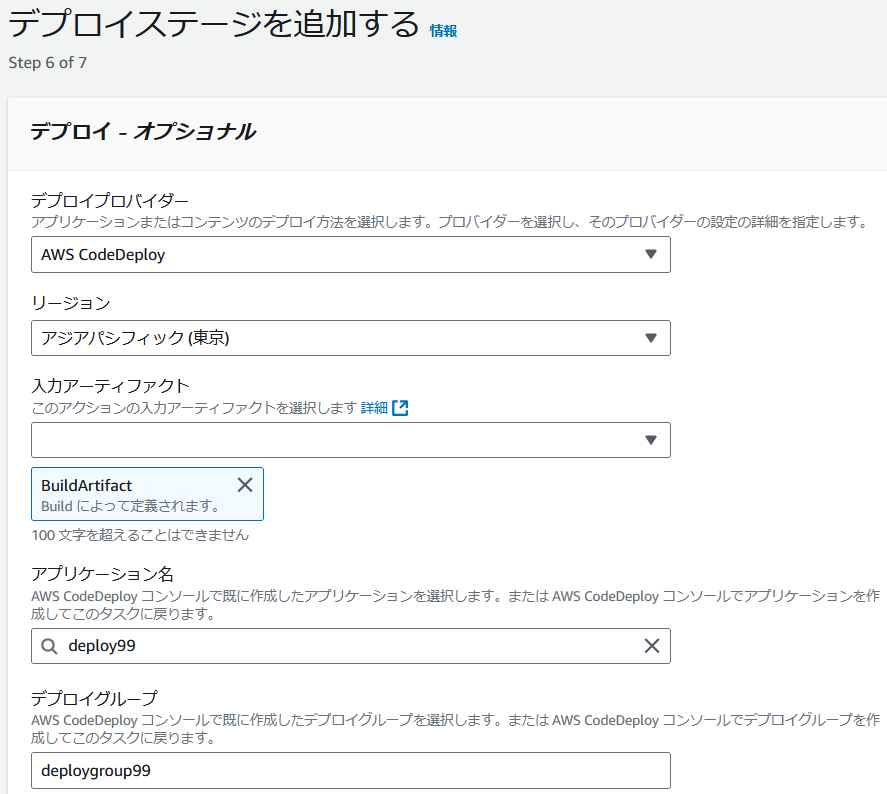 デプロイステージを追加する 情報
Step 6 of 7
デプロイ - オプショナル
デプロイプロバイダー
アプリケーションまたはコンテンツのデプロイ方法を選択します。プロバイダーを選択し、そのプロバイダーの設定の詳細を指定します。
AWS CodeDeploy
リージョン
アジアパシフィック (東京)
入力アーティファクト
このアクションの入力アーティファクトを選択します 詳細
BuildArtifact
Build によって定義されます。
100 文字を超えることはできません
アプリケーション名
AWS CodeDeploy コンソールで既に作成したアプリケーションを選択します。または AWS CodeDeploy コンソールでアプリケーションを作
成してこのタスクに戻ります。
deploy99
デプロイグループ
AWS CodeDeploy コンソールで既に作成したデプロイグループを選択します。または AWS CodeDeploy コンソールでデプロイグループを作
成してこのタスクに戻ります。
deploygroup99